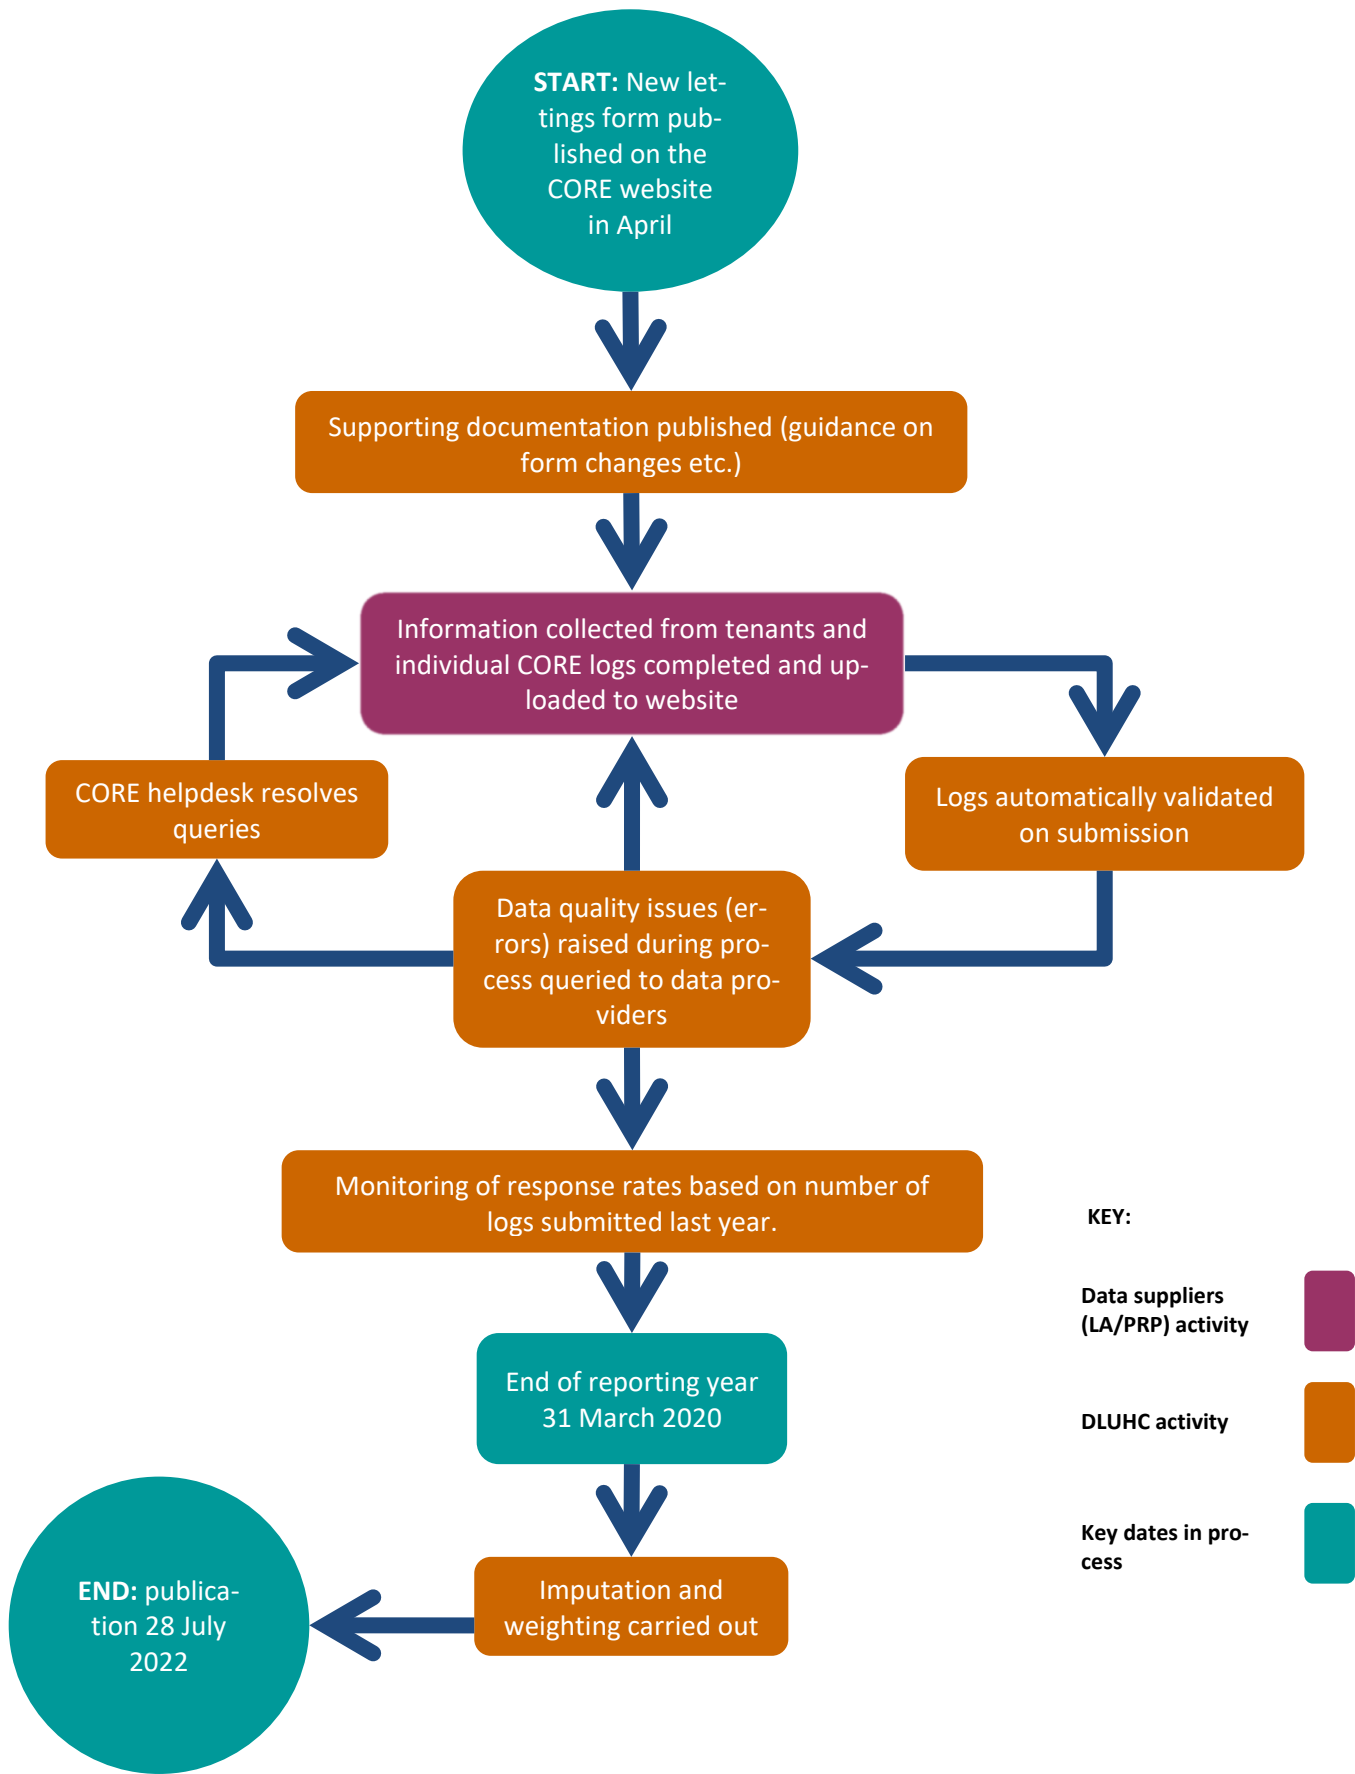 START: New let-
tings form pub-
lished on the
CORE website
in April
Supporting documentation published (guidance on
form changes etc.)
Information collected from tenants and
individual CORE logs completed and up-
loaded to website
CORE helpdesk resolves
queries
Logs automatically validated
on submission
Data quality issues (er-
rors) raised during pro-
cess queried to data pro-
viders
Monitoring of response rates based on number of
logs submitted last year.
KEY:
Data suppliers
(LA/PRP) activity
End of reporting year
31 March 2020
DLUHC activity
Key dates in pro-
cess
Imputation and
weighting carried out
END: publica-
tion 28 July
2022